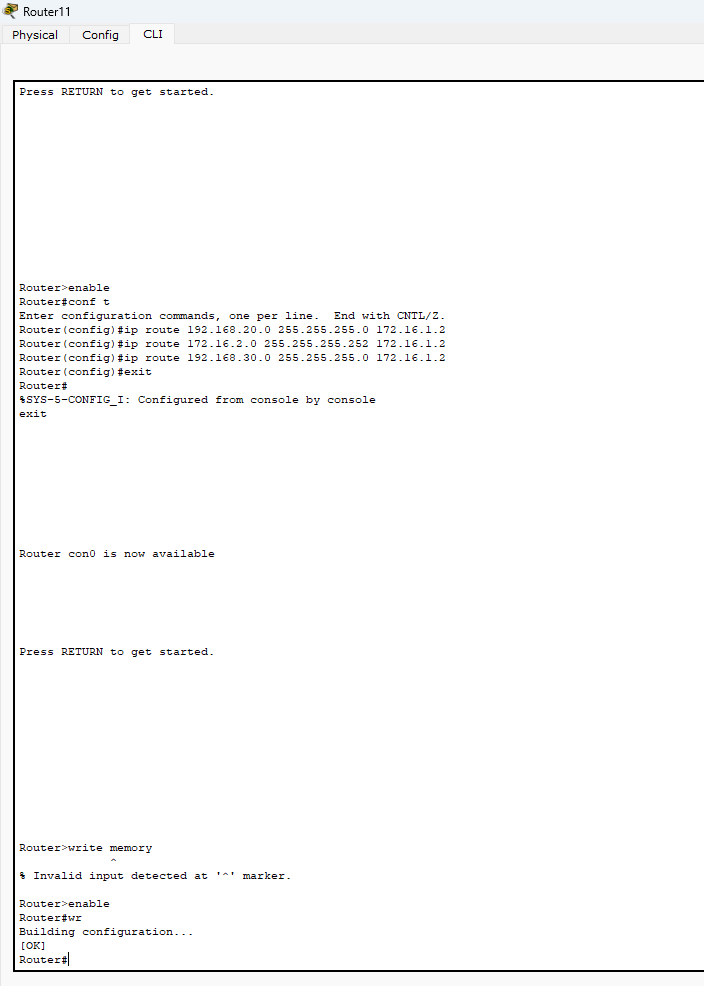 Router11
Physical Config CLI
Press RETURN to get started.
Router>enable
Router#conf t
Enter configuration commands, one per line.  End with CNTL/Z.
Router(config)#ip route 192.168.20.0 255.255.255.0 172.16.1.2
Router(config)#ip route 172.16.2.0 255.255.255.252 172.16.1.2
Router(config)#ip route 192.168.30.0 255.255.255.0 172.16.1.2
Router(config)#exit
Router#
%SYS-5-CONFIG_I: Configured from console by console
exit
Router con0 is now available
Press RETURN to get started.
Router>write memory
^
% Invalid input detected at '^' marker.
Router>enable
Router#wr
Building configuration...
[OK]
Router#